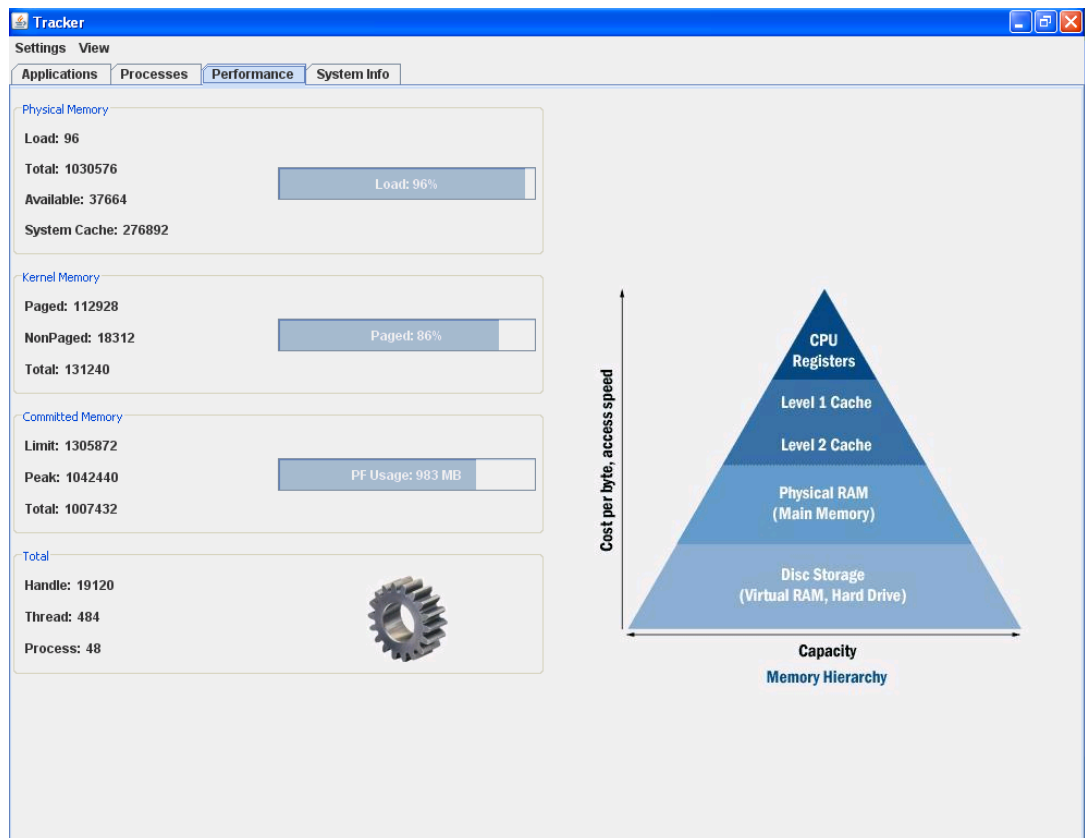 Tracker
Settings View
Applications Processes Performance System Info
Physical Memory
Load: 96
Total: 1030576
Available: 37664
System Cache: 276892
Load: 96%
Kernel Memory
Paged: 112928
NonPaged: 18312
Total: 131240
Paged: 86%
Committed Memory
Limit: 1305872
Peak: 1042440
Total: 1007432
PF Usage: 983 MB
Total
Handle: 19120
Thread: 484
Process: 48
Cost per byte, access speed
CPU
Registers
Level 1 Cache
Level 2 Cache
Physical RAM
(Main Memory)
Disc Storage
(Virtual RAM, Hard Drive)
Capacity
Memory Hierarchy